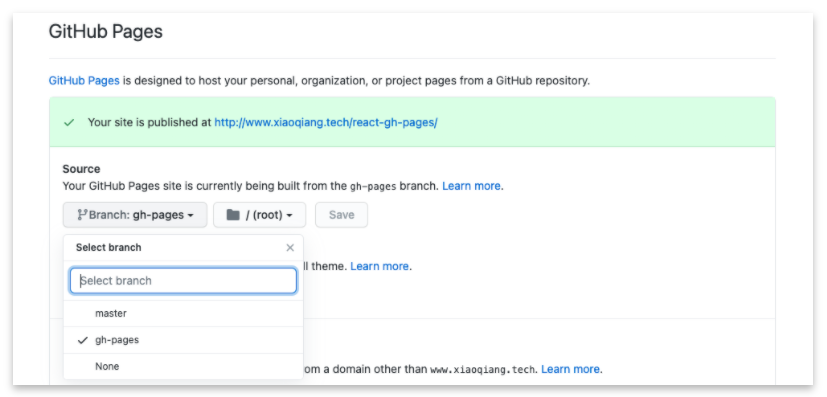 GitHub Pages
GitHub Pages is designed to host your personal, organization, or project pages from a GitHub repository.
Your site is published at http://www.xiaoqiang.tech/react-gh-pages/
Source
Your GitHub Pages site is currently being built from the gh-pages branch. Learn more.
Branch: gh-pages / (root) Save
Select branch
ll theme. Learn more.
Select branch
master
gh-pages
None
om a domain other than www.xiaoqiang.tech. Learn more.